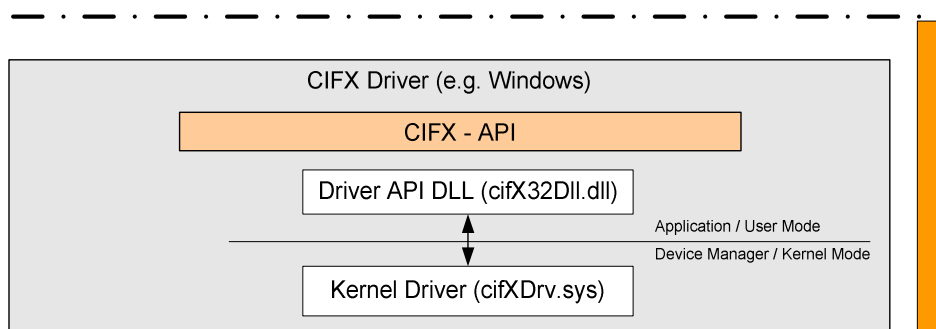 CIFX Driver (e.g. Windows)
CIFX - API
Driver API DLL (cifX32Dll.dll)
Application / User Mode
Device Manager / Kernel Mode
Kernel Driver (cifXDrv.sys)